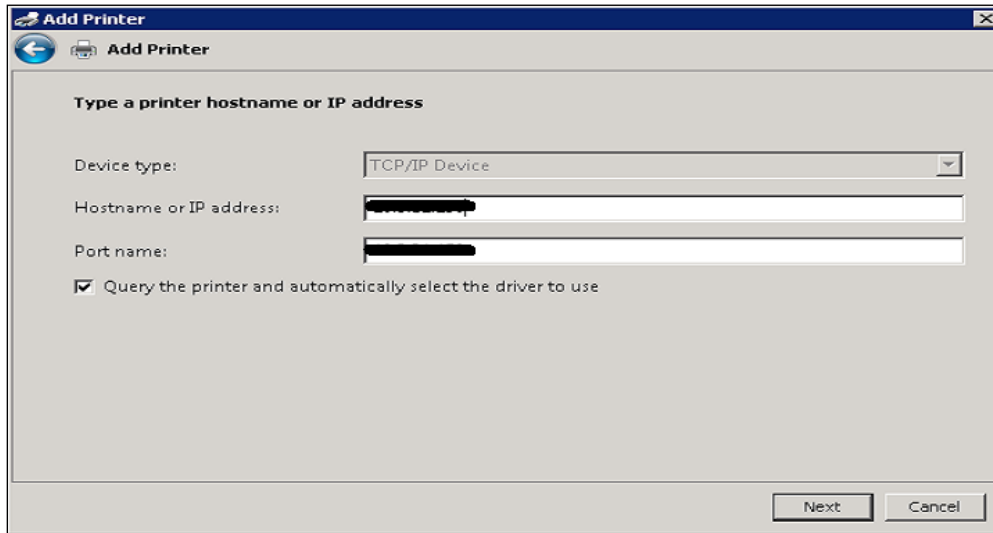 Add Printer
Add Printer
Type a printer hostname or IP address
Device type: TCP/IP Device
Hostname or IP address:
Port name:
Query the printer and automatically select the driver to use
Next Cancel